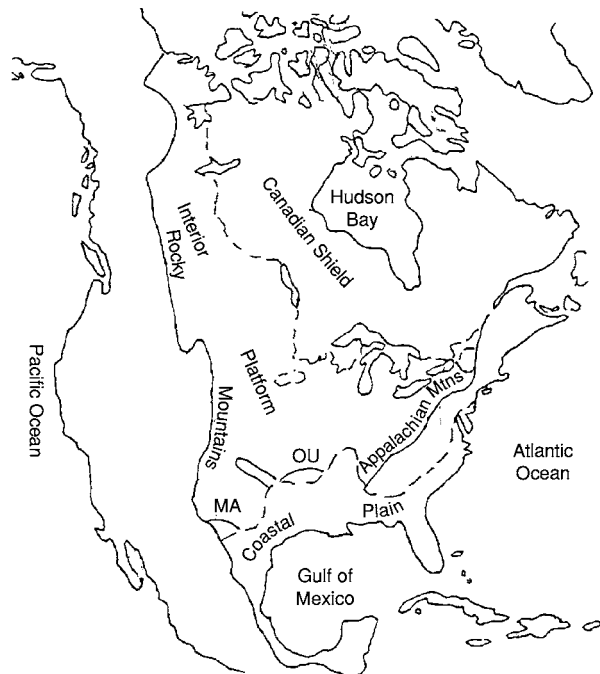 Hudson
Bay
Canadian Shield
Interior
Rocky
Platform
Mountains
Pacific Ocean
Appalachian Mtns
Atlantic
Ocean
OU
MA
Coastal
Plain
Gulf of
Mexico